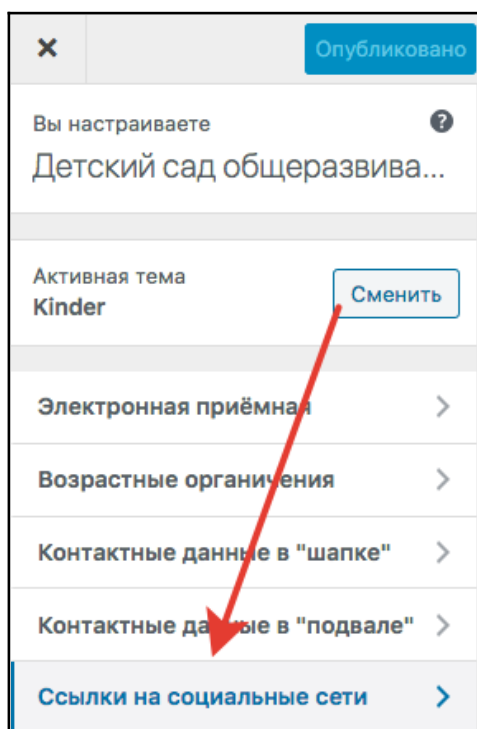 Опубликовано
Вы настраиваете
Детский сад общеразвива...
Активная тема
Kinder
Сменить
Электронная приёмная
Возрастные органичения
Контактные данные в "шапке"
Контактные данные в "подвале"
Ссылки на социальные сети